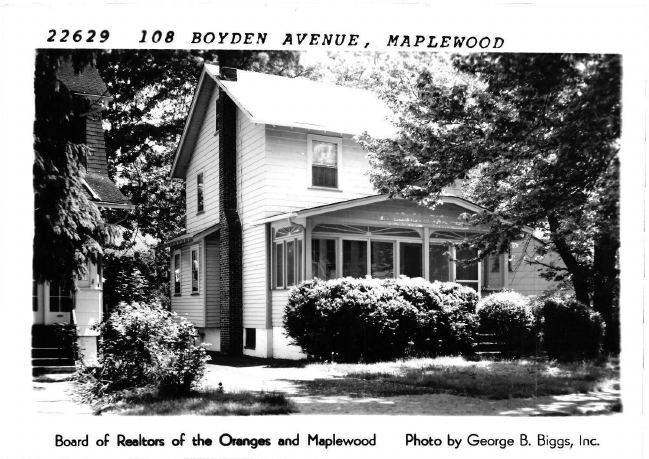 22629 108 BOYDEN AVENUE, MAPLEWOOD
Board of Realtors of the Oranges and Maplewood Photo by George B. Biggs, Inc.